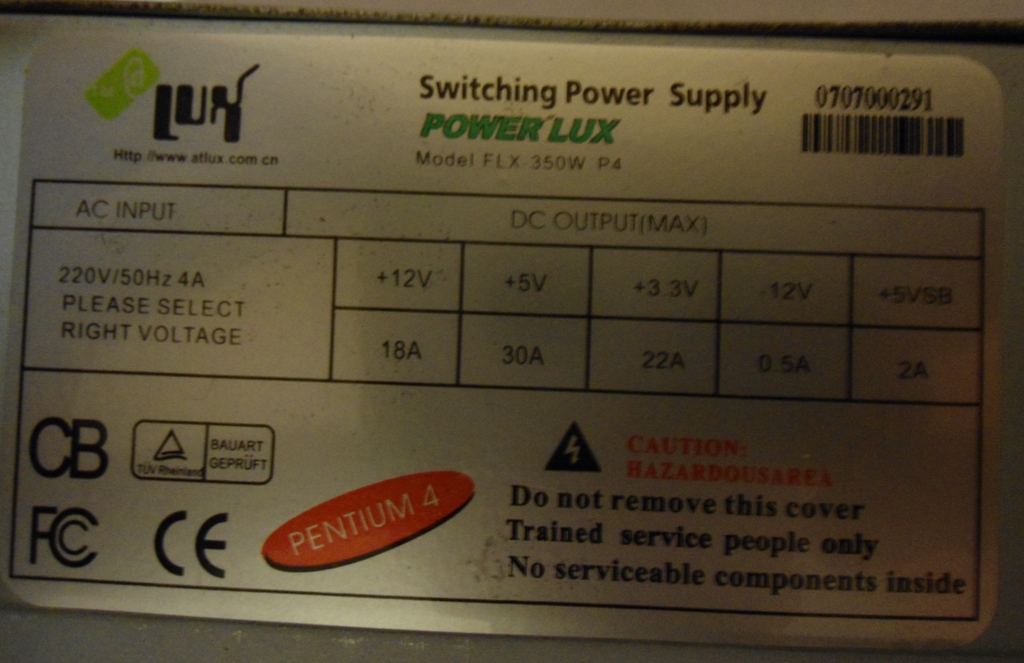 @LUX
Http://www.atlux.com.cn
Switching Power Supply
POWER LUX
Model FLX-350W P4
0707000291
AC INPUT
DC OUTPUT(MAX)
220V/50Hz 4A
PLEASE SELECT
RIGHT VOLTAGE
+12V +5V +3.3V -12V +5VSB
18A 30A 22A 0.5A 2A
CB
TÜV Rheinland
BAUART
GEPRÜFT
FC
CE
PENTIUM 4
CAUTION:
HAZARDOUSAREA
Do not remove this cover
Trained service people only
No serviceable components inside